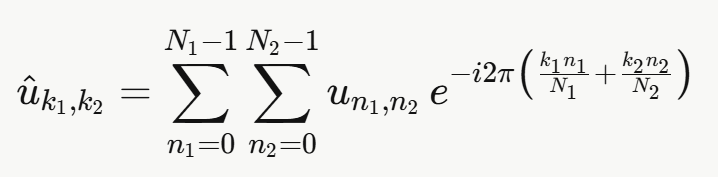 $\hat{u}_{k_1,k_2} = \sum_{n_1=0}^{N_1-1} \sum_{n_2=0}^{N_2-1} u_{n_1,n_2} \, e^{-i2\pi\left(\frac{k_1 n_1}{N_1} + \frac{k_2 n_2}{N_2}\right)}$